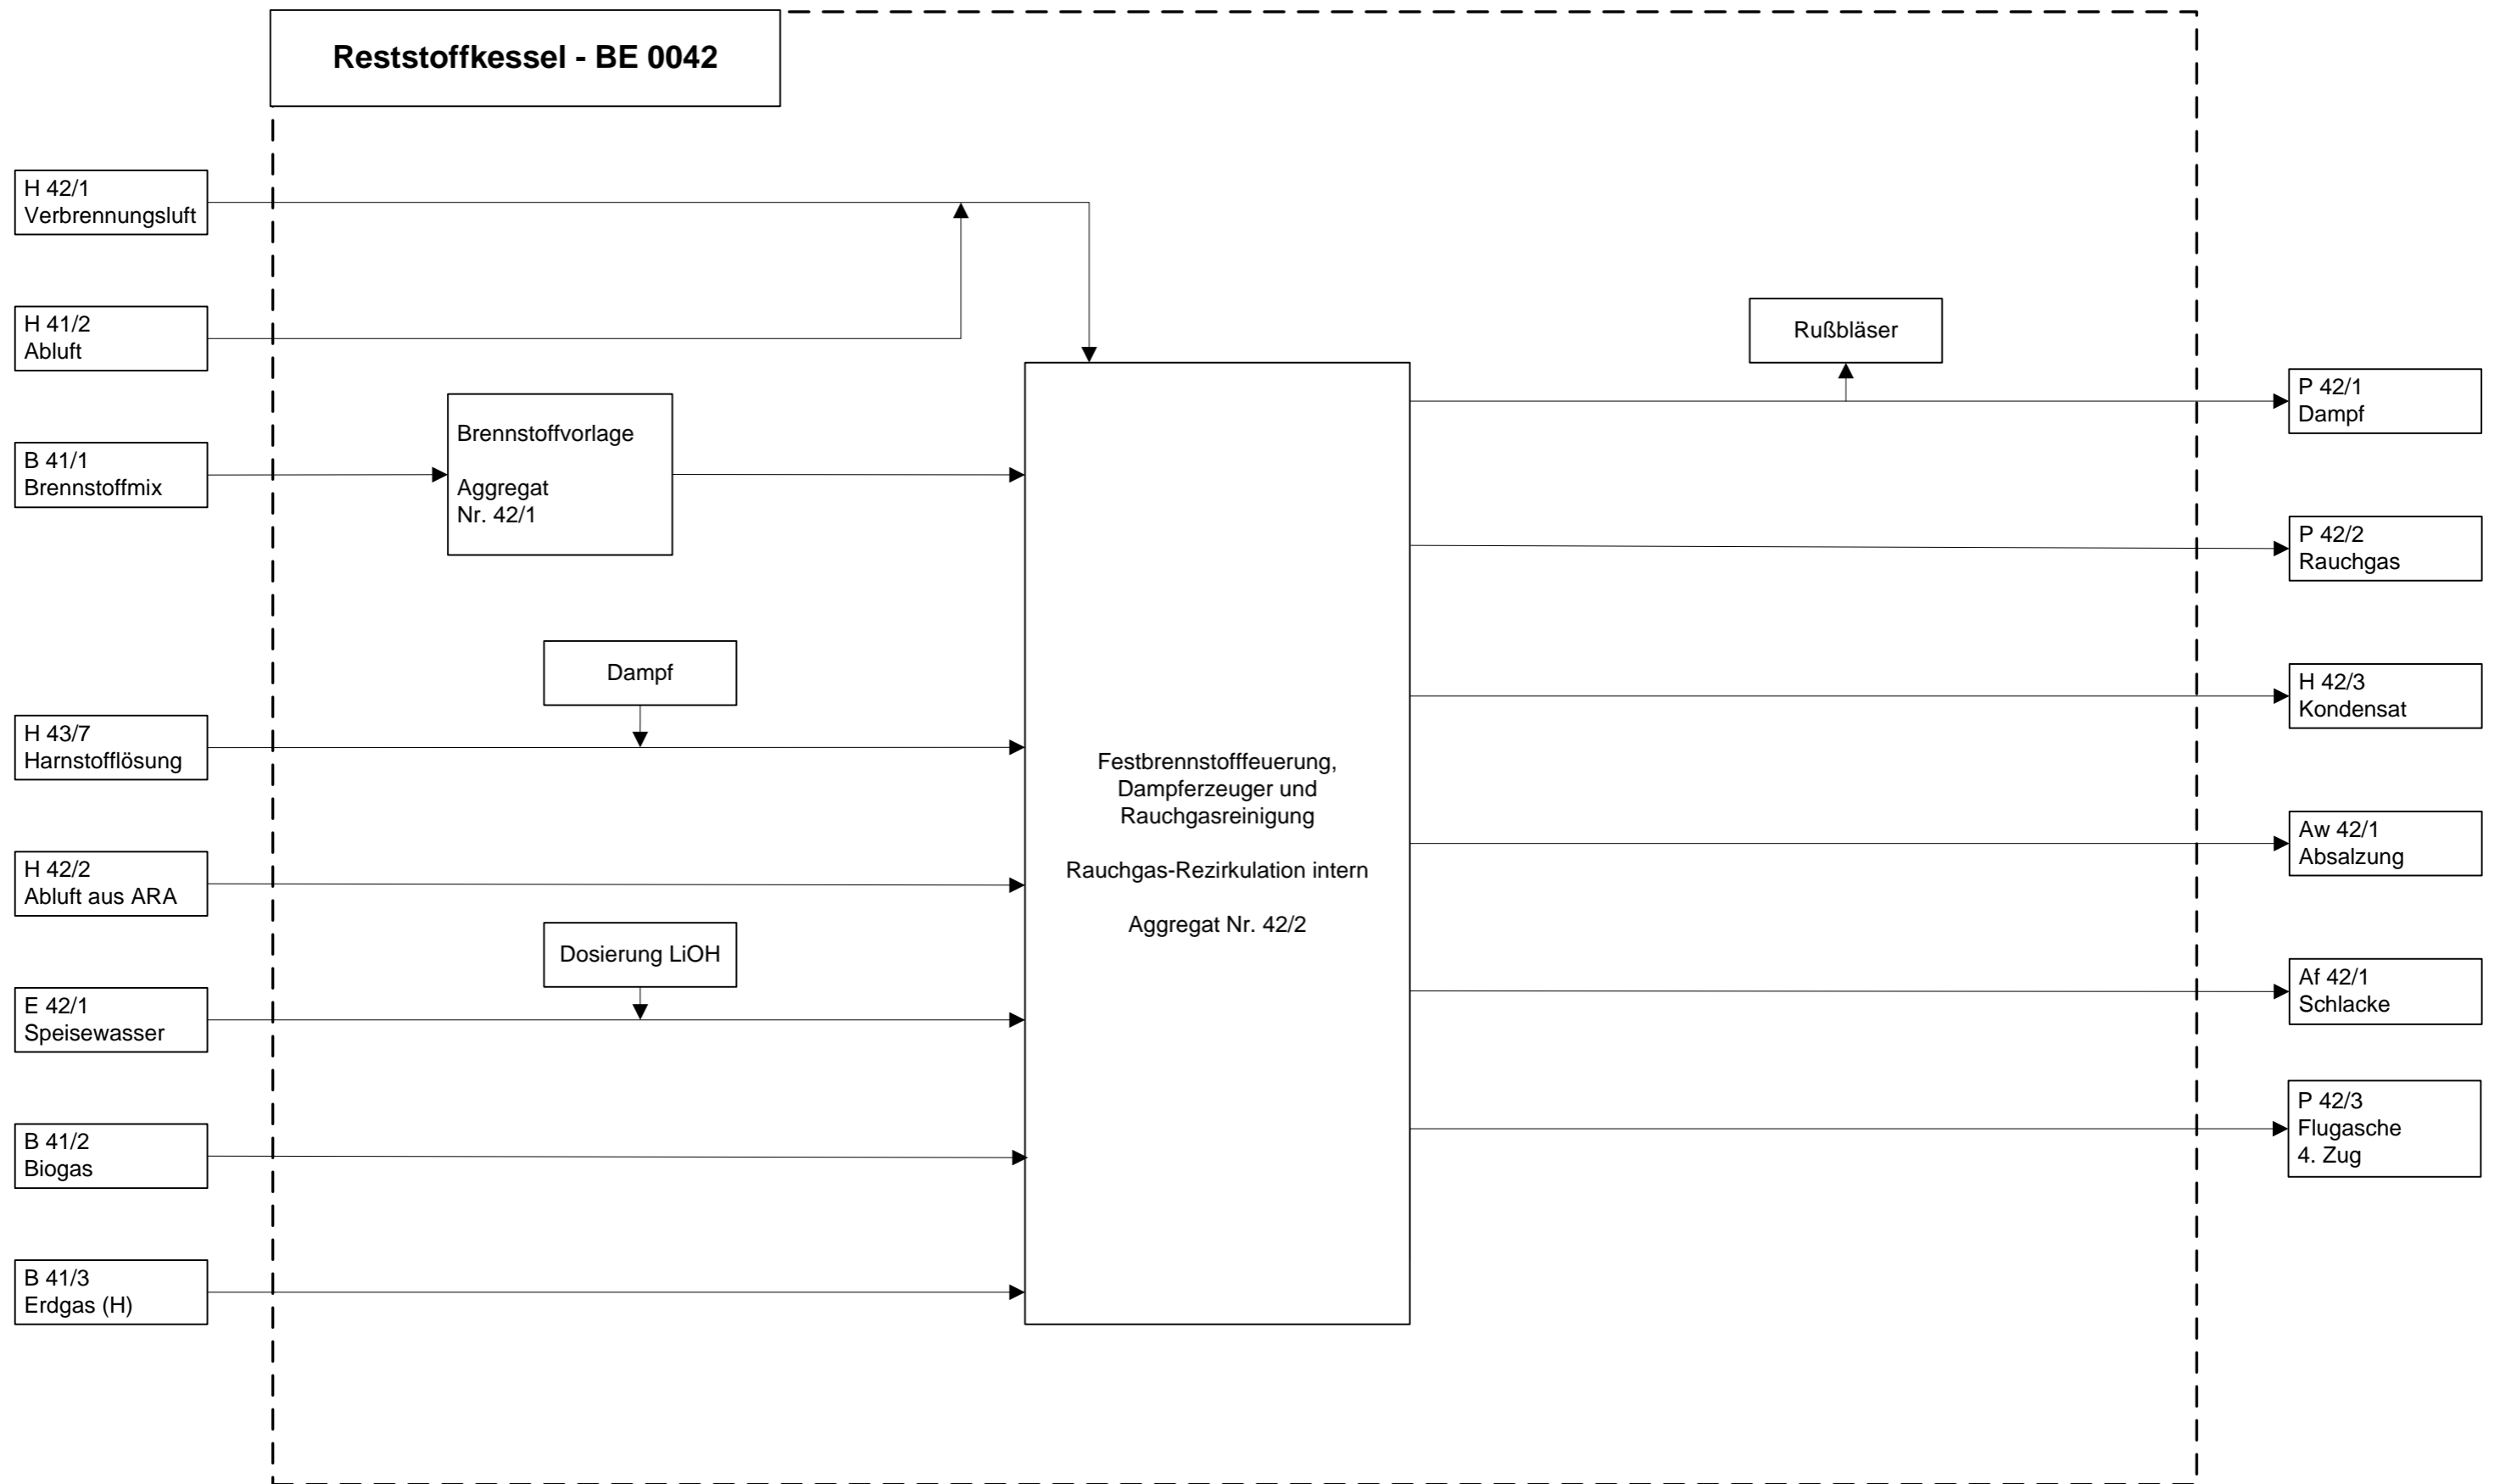 Reststoffkessel - BE 0042
H 42/1
Verbrennungsluft
H 41/2
Abluft
B 41/1
Brennstoffmix
H 43/7
Harnstofflösung
H 42/2
Abluft aus ARA
E 42/1
Speisewasser
B 41/2
Biogas
B 41/3
Erdgas (H)
Brennstoffvorlage
Aggregat
Nr. 42/1
Dampf
Dosierung LiOH
Festbrennstofffeuerung,
Dampferzeuger und
Rauchgasreinigung
Rauchgas-Rezirkulation intern
Aggregat Nr. 42/2
Rußbläser
P 42/1
Dampf
P 42/2
Rauchgas
H 42/3
Kondensat
Aw 42/1
Absalzung
Af 42/1
Schlacke
P 42/3
Flugasche
4. Zug